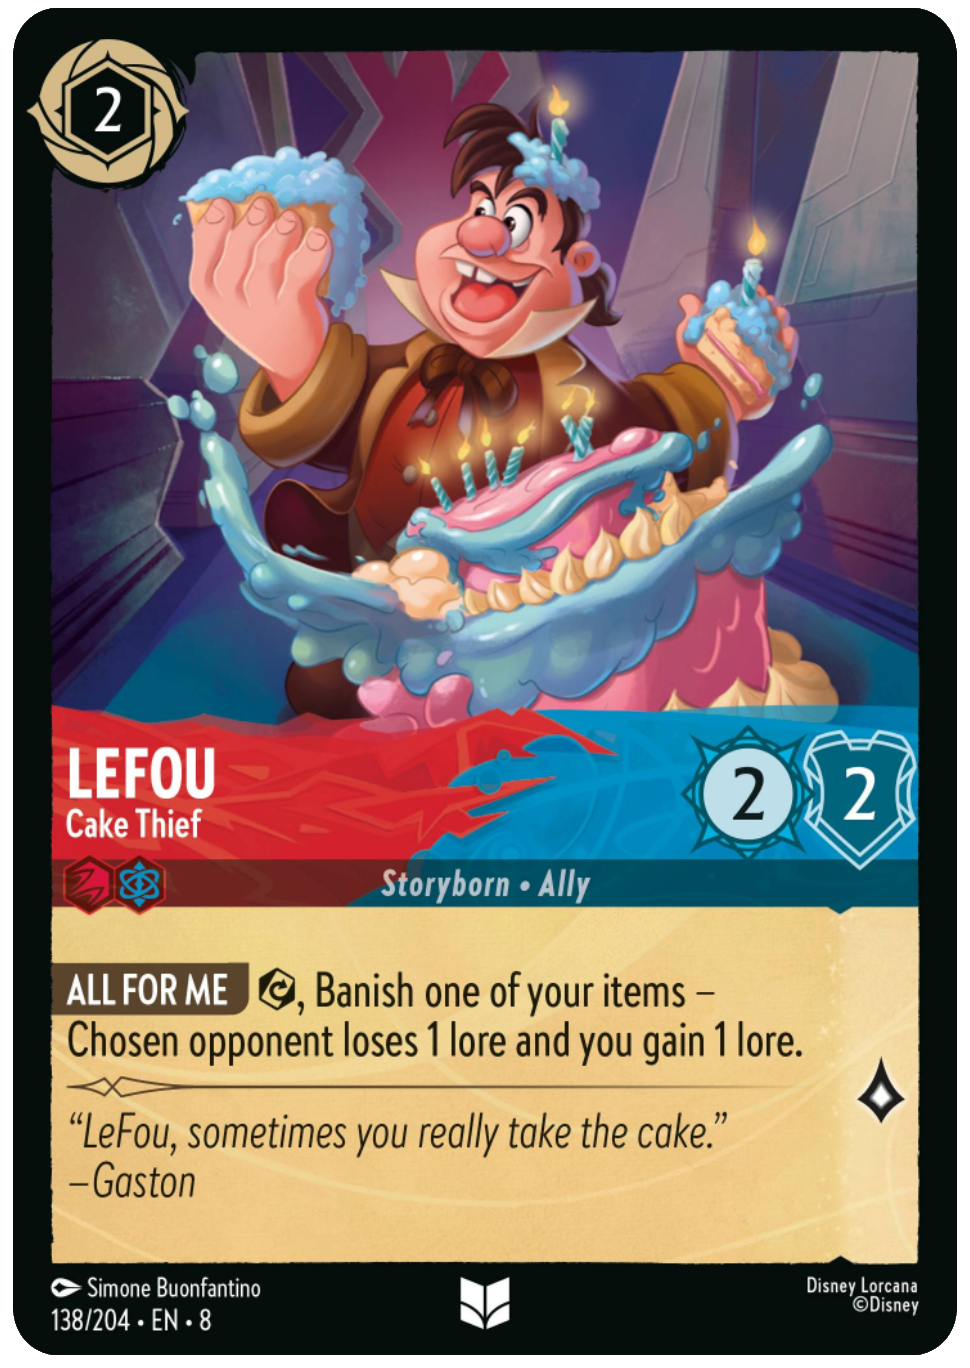 2
LEFOU
Cake Thief
2 2
Storyborn • Ally
ALL FOR ME , Banish one of your items –
Chosen opponent loses 1 lore and you gain 1 lore.
“LeFou, sometimes you really take the cake.”
–Gaston
Simone Buonfantino
138/204 • EN • 8
Disney Lorcana
©Disney